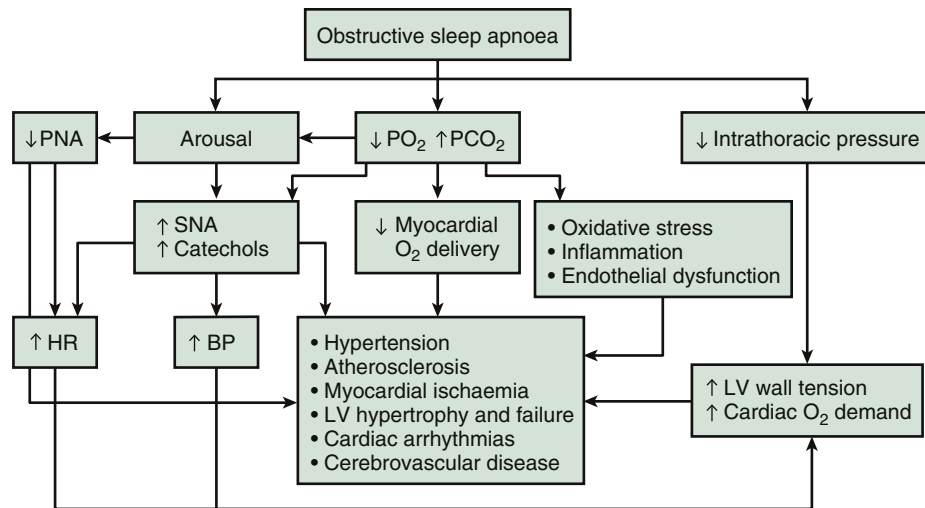 Obstructive sleep apnoea
↓PNA
Arousal
↓ PO₂ ↑PCO₂
↓ Intrathoracic pressure
↑ SNA
↑ Catechols
↓ Myocardial
O₂ delivery
• Oxidative stress
• Inflammation
• Endothelial dysfunction
↑ HR
↑ BP
• Hypertension
• Atherosclerosis
• Myocardial ischaemia
• LV hypertrophy and failure
• Cardiac arrhythmias
• Cerebrovascular disease
↑ LV wall tension
↑ Cardiac O₂ demand